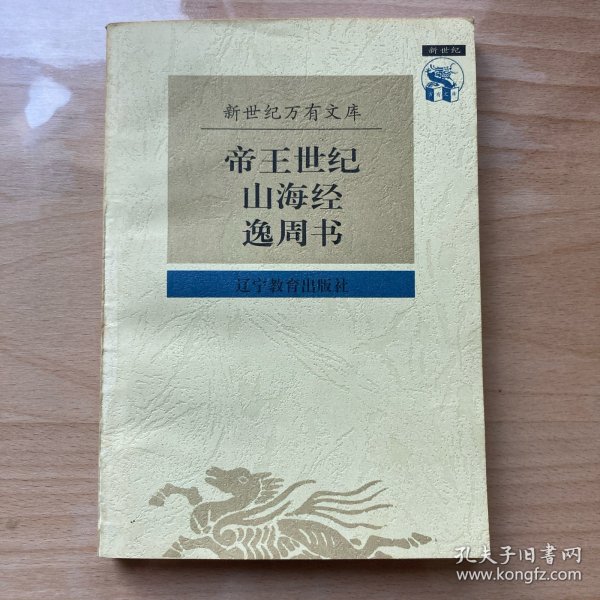 新世纪
新世纪万有文库
帝王世纪
山海经
逸周书
辽宁教育出版社
孔夫子旧书网
www.kongfz.com